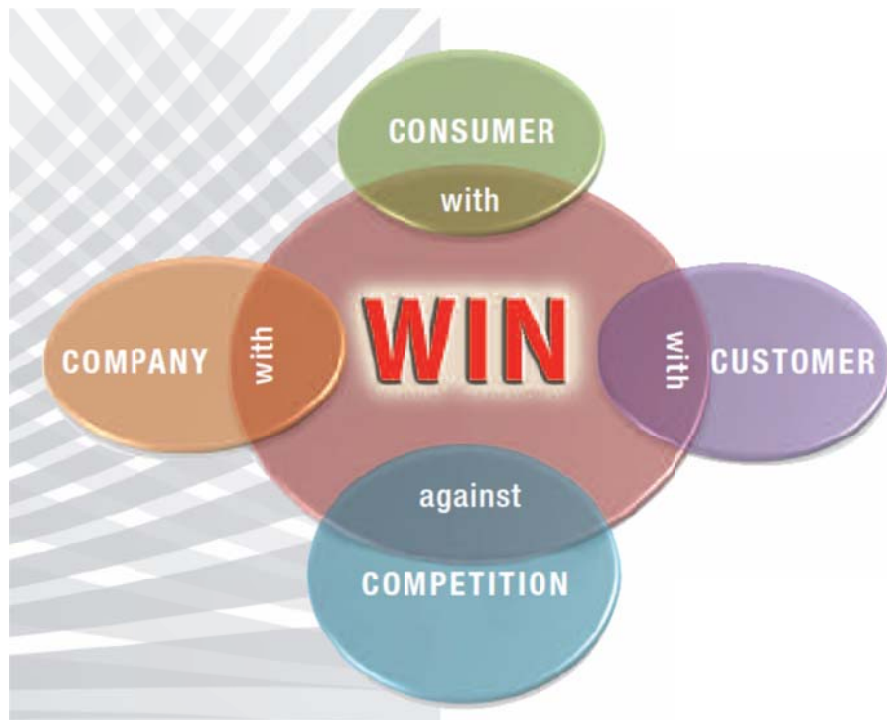 CONSUMER
with
WIN
COMPANY
with
with
CUSTOMER
against
COMPETITION